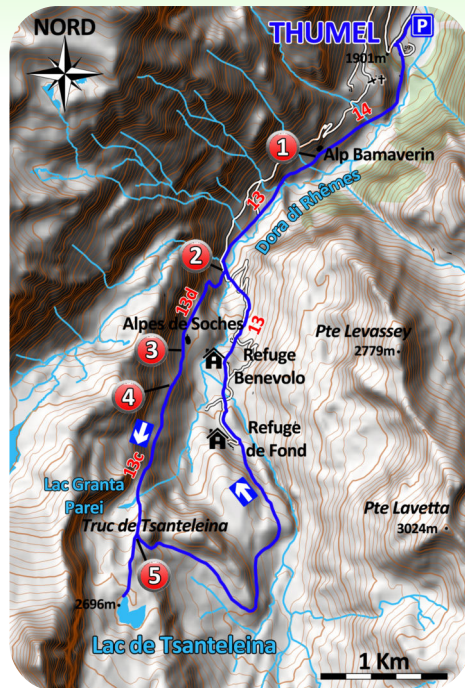 NORD
THUMEL
P
1901m
14
1
Alp Bamaverin
13
Dora di Rhêmes
2
13d
Alpes de Soches
13
Pte Levassey
2779m
3
Refuge
Benevolo
4
Refuge
de Fond
13c
Lac Granta
Parei
Pte Lavetta
3024m
Truc de Tsanteleina
5
2696m
Lac de Tsanteleina
1 Km